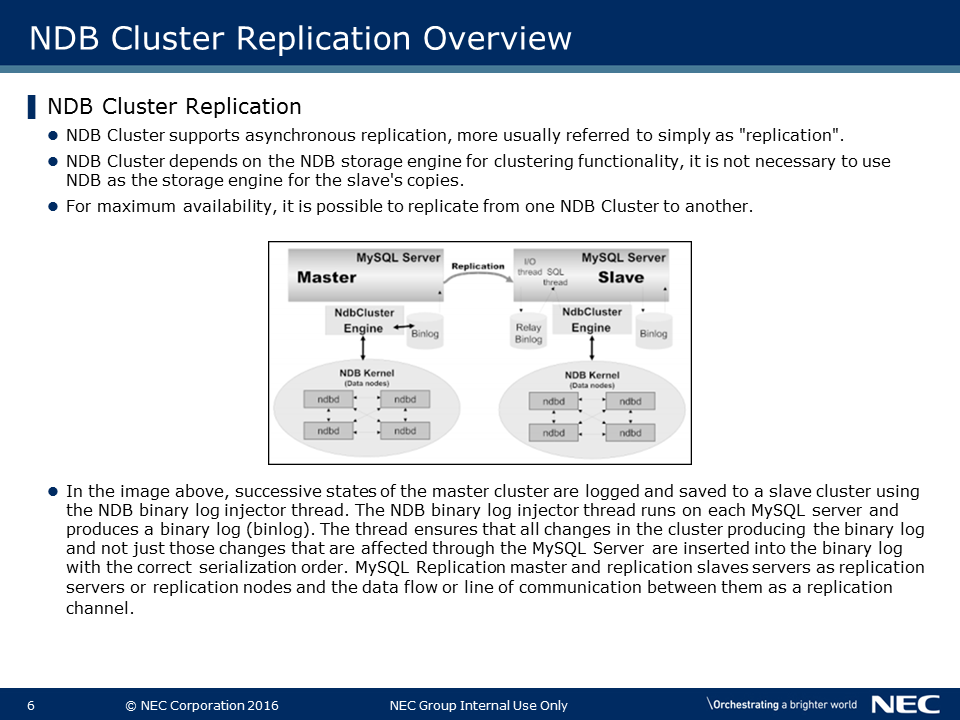 NDB Cluster Replication Overview
NDB Cluster Replication
NDB Cluster supports asynchronous replication, more usually referred to simply as "replication".
NDB Cluster depends on the NDB storage engine for clustering functionality, it is not necessary to use
NDB as the storage engine for the slave's copies.
For maximum availability, it is possible to replicate from one NDB Cluster to another.
MySQL Server
Master
Replication
I/O
thread
SQL
thread
MySQL Server
Slave
NdbCluster
Engine
Binlog
Relay
Binlog
NdbCluster
Engine
Binlog
NDB Kernel
(Data nodes)
ndbd
ndbd
ndbd
ndbd
NDB Kernel
(Data nodes)
ndbd
ndbd
ndbd
ndbd
In the image above, successive states of the master cluster are logged and saved to a slave cluster using
the NDB binary log injector thread. The NDB binary log injector thread runs on each MySQL server and
produces a binary log (binlog). The thread ensures that all changes in the cluster producing the binary log
and not just those changes that are affected through the MySQL Server are inserted into the binary log
with the correct serialization order. MySQL Replication master and replication slaves servers as replication
servers or replication nodes and the data flow or line of communication between them as a replication
channel.
6
© NEC Corporation 2016
NEC Group Internal Use Only
\Orchestrating a brighter world
NEC